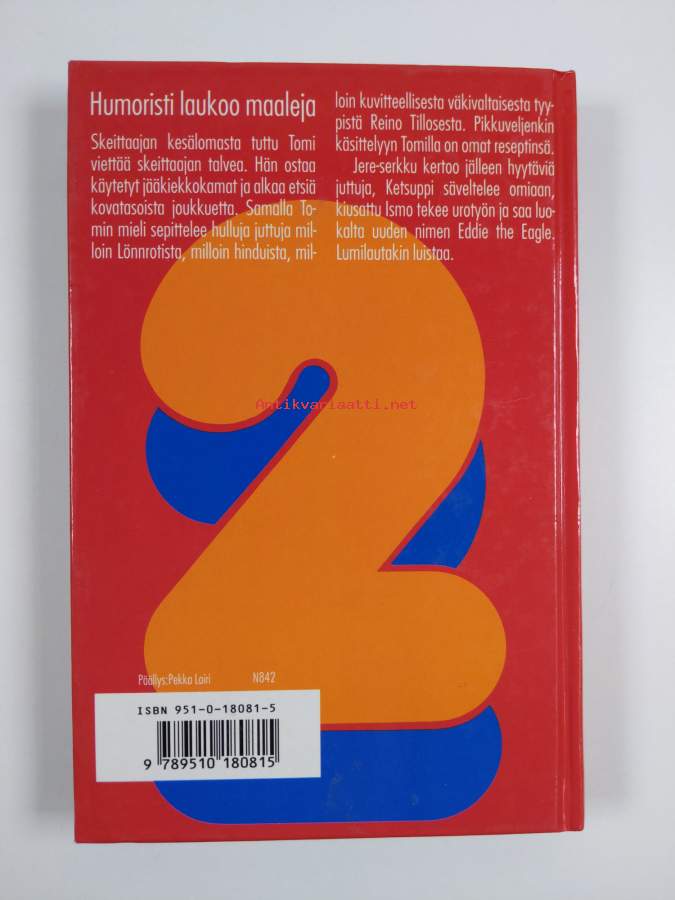 Humoristi laukoo maaleja
Skeittaajan kesälomasta tuttu Tomi
viettää skeittaajan talvea. Hän ostaa
käytetyt jääkiekkokamat ja alkaa etsiä
kovatasoista joukkuetta. Samalla To-
min mieli sepittelee hulluja juttuja mil-
loin Lönnrotista, milloin hinduista, mil-
loin kuvitteellisesta väkivaltaisesta tyy-
pistä Reino Tillosesta. Pikkuveljenkin
käsittelyyn Tomilla on omat reseptinsä.
Jere-serkku kertoo jälleen hyytäviä
juttuja, Ketsuppi säveltelee omiaan,
kiusattu Ismo tekee urotyön ja saa luo-
kalta uuden nimen Eddie the Eagle.
Lumilautakin luistaa.
Antikvariaatti.net
2
Päällys: Pekka Loiri N842
ISBN 951-0-18081-5
9 789510 180815